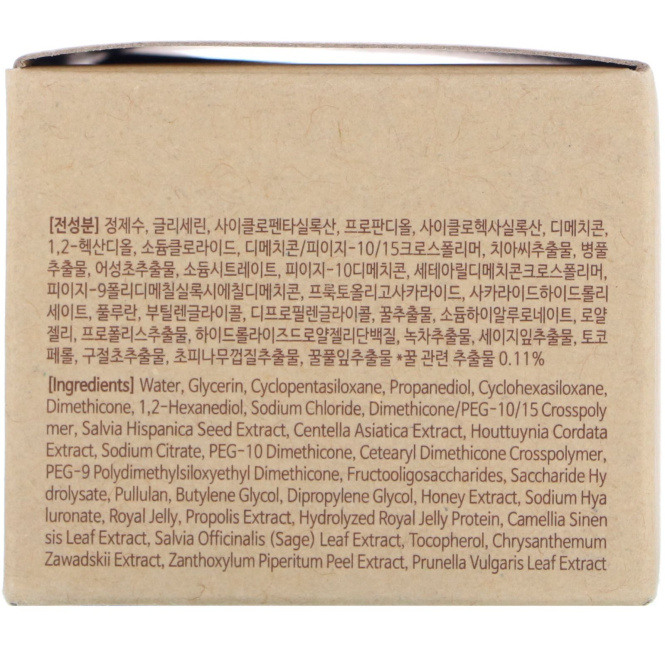 [전성분] 정제수, 글리세린, 사이클로펜타실록산, 프로판디올, 사이클로헥사실록산, 디메치콘,
1,2-헥산디올, 소듐클로라이드, 디메치콘/피이지-10/15크로스폴리머, 치아씨추출물, 병풀
추출물, 어성초추출물, 소듐시트레이트, 피이지-10디메치콘, 세테아릴디메치콘크로스폴리머,
피이지-9폴리디메칠실록시에칠디메치콘, 프룩토올리고사카라이드, 사카라이드하이드롤리
세이트, 풀루란, 부틸렌글라이콜, 디프로필렌글라이콜, 꿀추출물, 소듐하이알루로네이트, 로얄
젤리, 프로폴리스추출물, 하이드롤라이즈드로얄젤리단백질, 녹차추출물, 세이지잎추출물, 토코
페롤, 구절초추출물, 초피나무껍질추출물, 꿀풀잎추출물 *꿀 관련 추출물 0.11%
[Ingredients] Water, Glycerin, Cyclopentasiloxane, Propanediol, Cyclohexasiloxane,
Dimethicone, 1,2-Hexanediol, Sodium Chloride, Dimethicone/PEG-10/15 Crosspoly
mer, Salvia Hispanica Seed Extract, Centella Asiatica Extract, Houttuynia Cordata
Extract, Sodium Citrate, PEG-10 Dimethicone, Cetearyl Dimethicone Crosspolymer,
PEG-9 Polydimethylsiloxyethyl Dimethicone, Fructooligosaccharides, Saccharide Hy
drolysate, Pullulan, Butylene Glycol, Dipropylene Glycol, Honey Extract, Sodium Hya
luronate, Royal Jelly, Propolis Extract, Hydrolyzed Royal Jelly Protein, Camellia Sinen
sis Leaf Extract, Salvia Officinalis (Sage) Leaf Extract, Tocopherol, Chrysanthemum
Zawadskii Extract, Zanthoxylum Piperitum Peel Extract, Prunella Vulgaris Leaf Extract